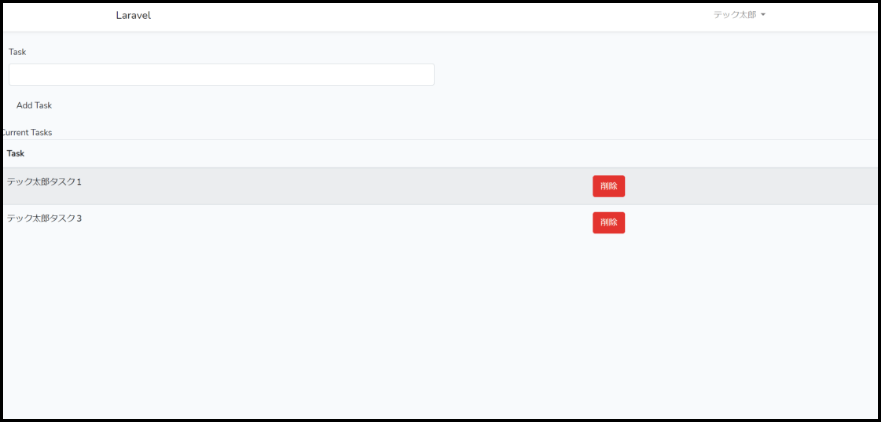 Laravel テック太郎
Task
Add Task
Current Tasks
Task
テック太郎タスク1 削除
テック太郎タスク3 削除